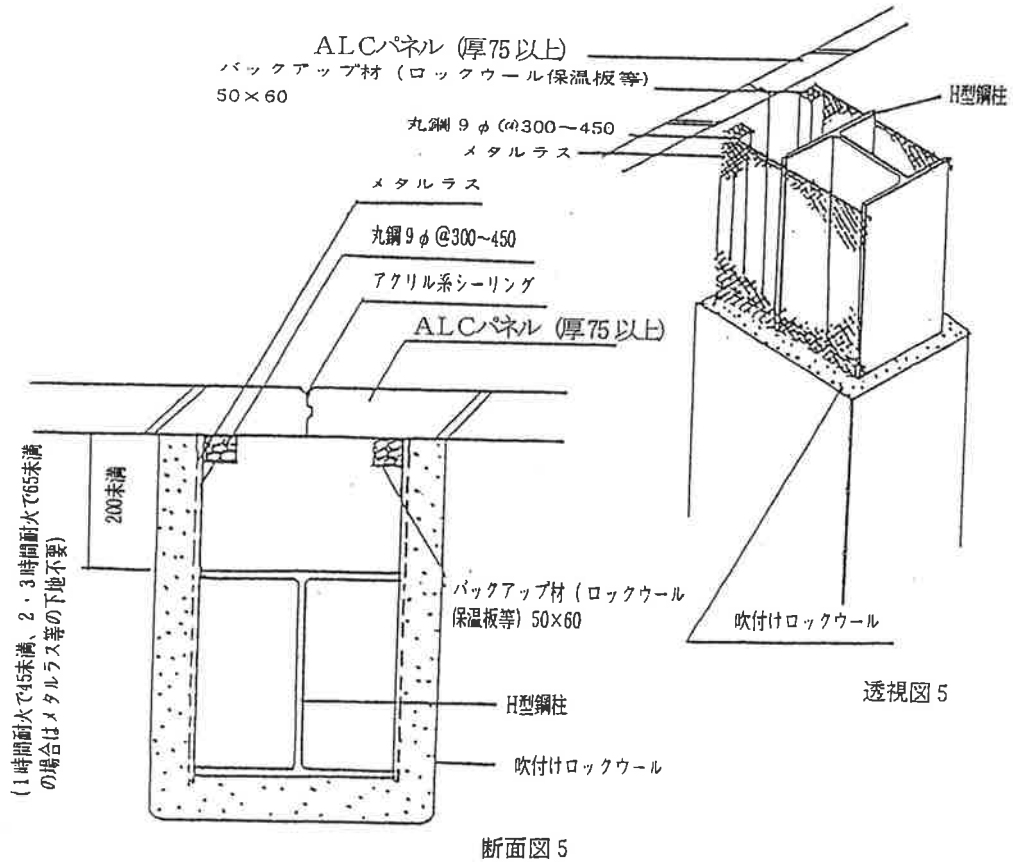 ALCパネル (厚75以上)
バックアップ材 (ロックウール保温板等)
50×60
H型鋼柱
丸鋼9φ@300~450
メタルラス
メタルラス
丸鋼9φ@300~450
アクリル系シーリング
ALCパネル (厚75以上)
200未満
(1時間耐火で45未満、2・3時間耐火で65未満
の場合はメタルラス等の下地不要)
バックアップ材 (ロックウール
保温板等) 50×60
吹付けロックウール
H型鋼柱
透視図5
吹付けロックウール
断面図5